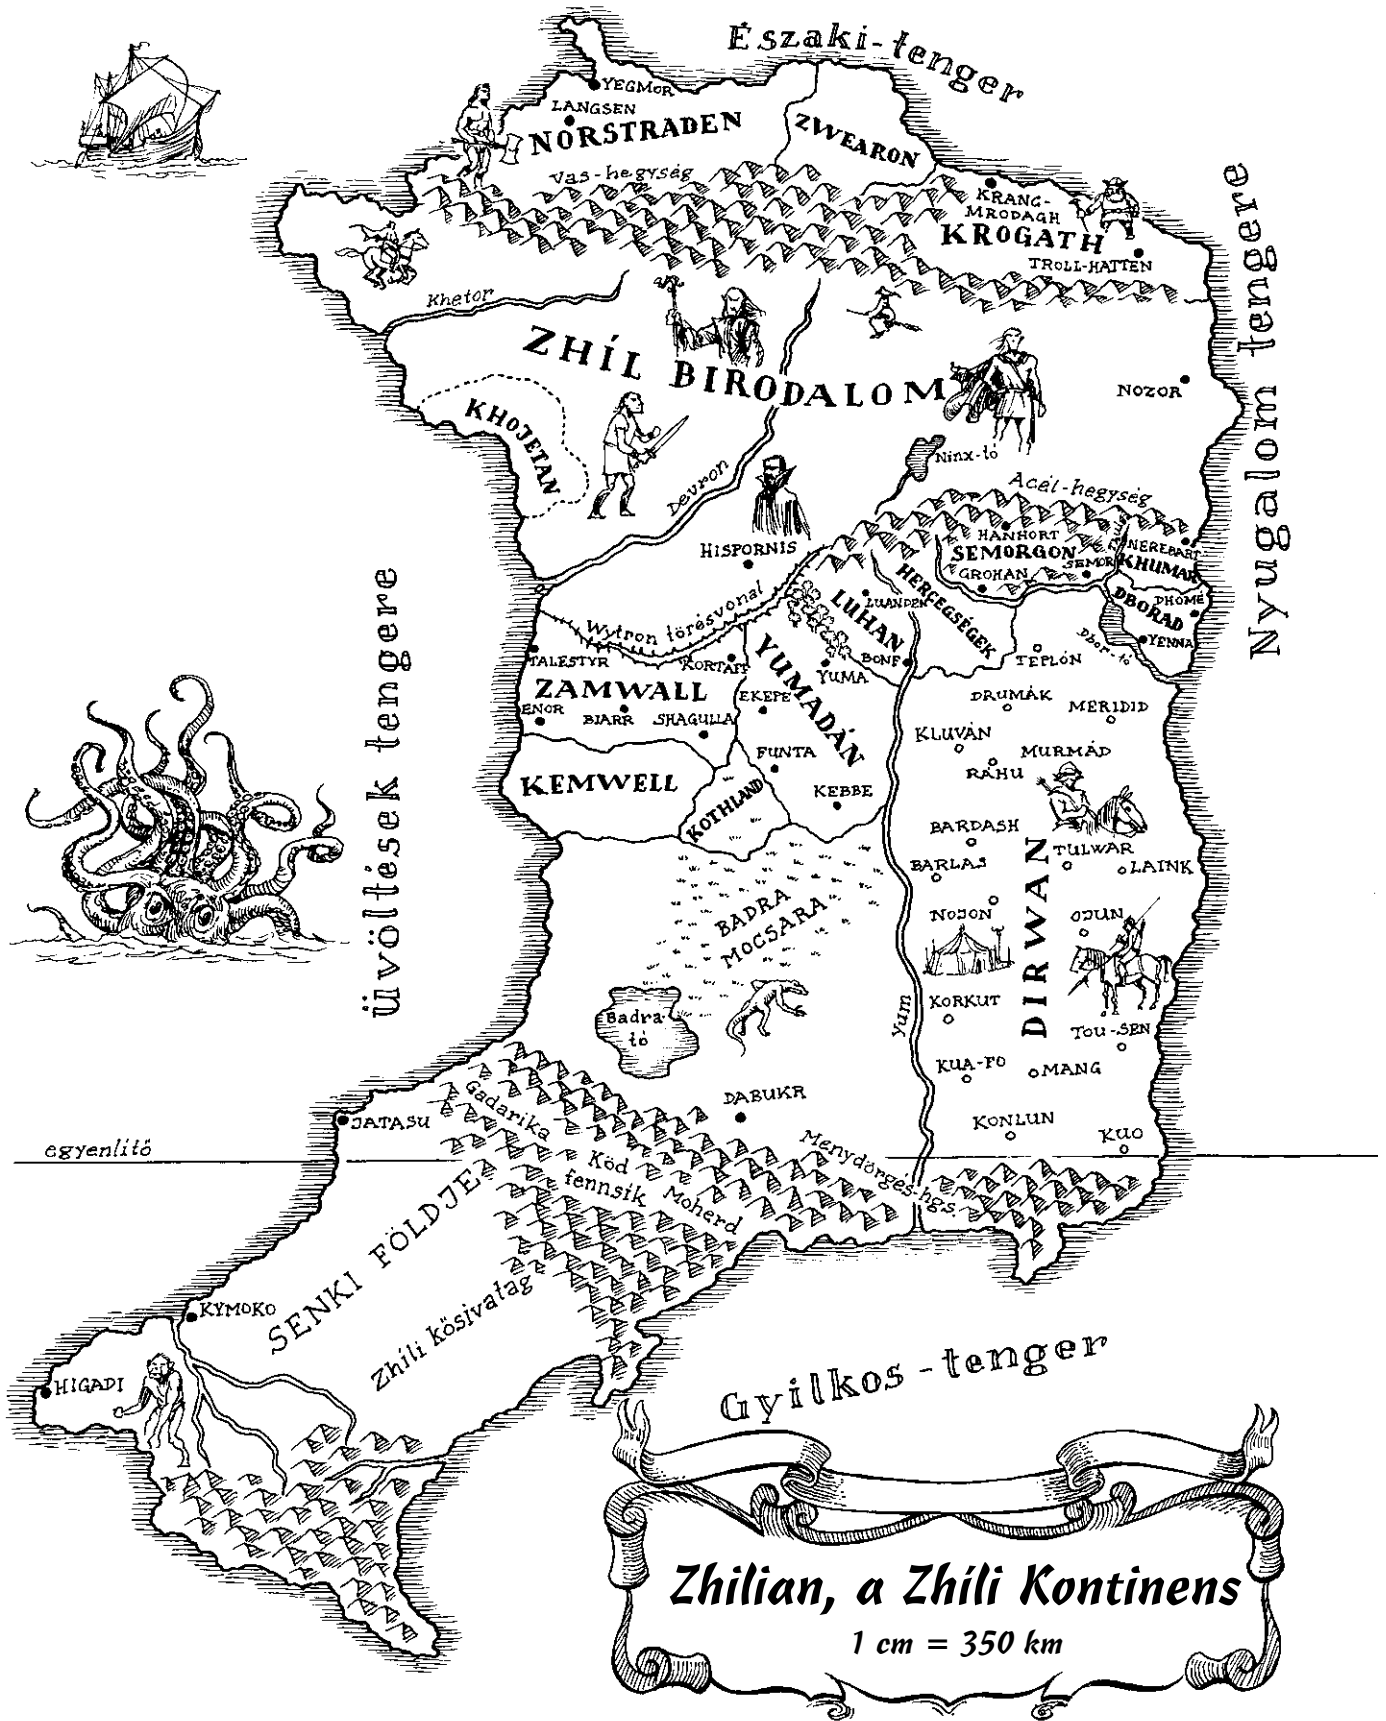 Északi-tenger
YEGMOR
LANGSEN
NORSTRADEN
ZWEARON
Vas-hegység
KRANG-
MRODAGH
KROGATH
TROLL-HATTEN
Nyugalom tengere
Khetor
ZHÍL BIRODALOM
NOZOR
KHOJETAN
Ninx-tó
Devron
Acél-hegység
HISPORNIS
HANHORT
SEMORGON
NEREBART
KHUMAR
SEMOR
GROHAN
HERCEGSÉGEK
LUANDEN
LUHAN
DBORAD
DHOME
YENNA
Dbor-tó
Wytron törésvonal
TALESTYR
KORTAFF
BONF
TEPLÓN
YUMA
ZAMWALL
EKEPE
YUMADÁN
DRUMÁK
MERIDID
ENOR
BIARR
SHAGULLA
KLUVÁN
FUNTA
MURMÁD
RAHU
KEMWELL
KOTHLAND
KEBBE
BARDASH
TULWAR
BARLAS
LAINK
DIRWAN
BADRA
MOCSARA
NOJON
OJUN
Üvöltések tengere
Badra-
tó
Yum
KORKUT
TOU-SEN
KUA-FO
MANG
Gadarika
DABUKR
JATASU
KONLUN
KUO
egyenlítő
Menydörgés-hgs.
Köd
fennsík
Moherd
SENKI FÖLDJE
KYMOKO
Zhíli kősivatag
HIGADI
Gyilkos-tenger
Zhilian, a Zhíli Kontinens
1 cm = 350 km